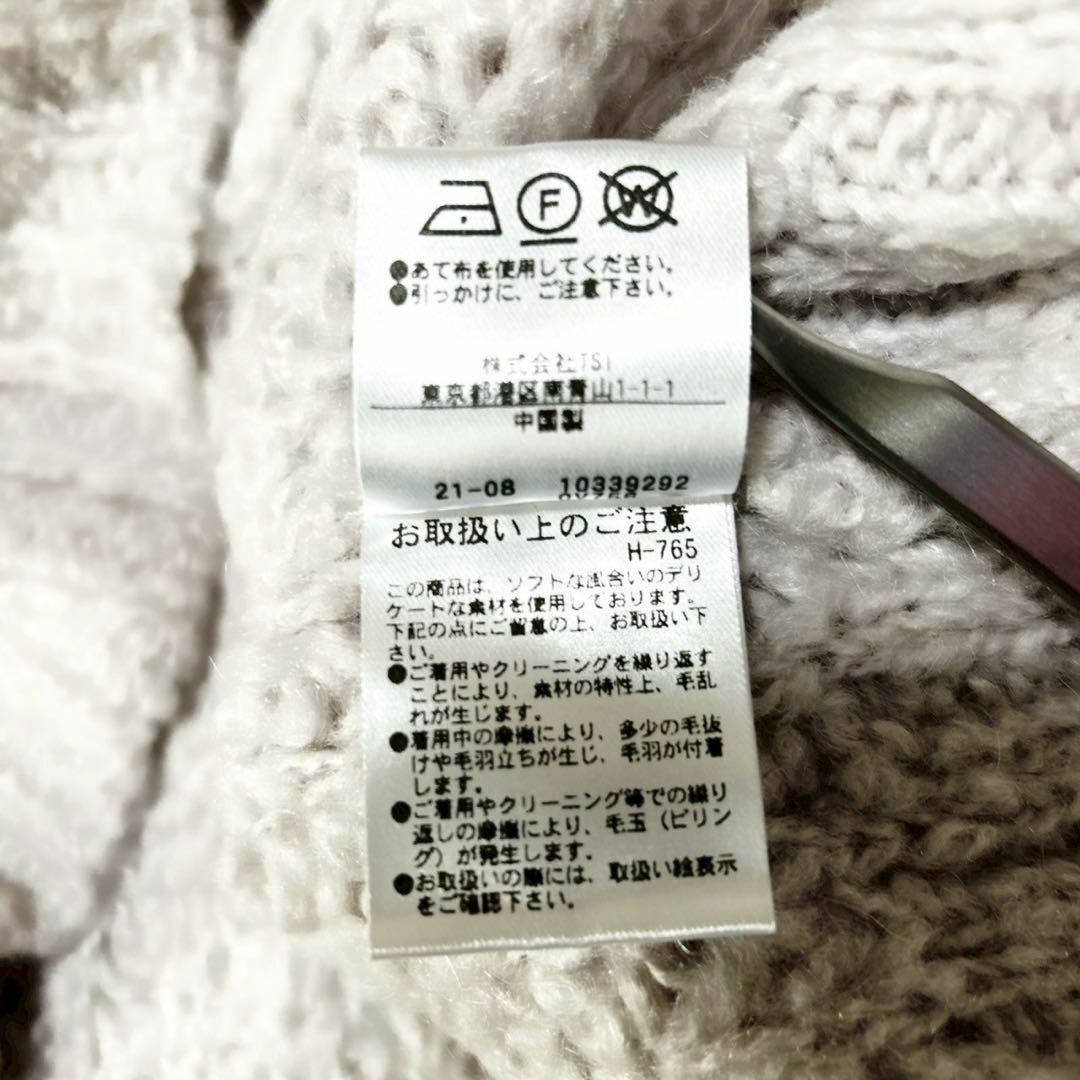 F W
●あて布を使用してください。
●引っかけに、ご注意下さい。
株式会社TSI
東京都港区南青山1-1-1
中国製
21-08 10339292
お取扱い上のご注意
H-765
この商品は、ソフトな風合いのデリ
ケートな素材を使用しております。
下記の点にご留意の上、お取扱い下
さい。
●ご着用やクリーニングを繰り返す
ことにより、素材の特性上、毛乱
れが生じます。
●着用中の摩擦により、多少の毛抜
けや毛羽立ちが生じ、毛羽が付着
します。
●ご着用やクリーニング等での繰り
返しの摩擦により、毛玉（ピリン
グ）が発生します。
●お取扱いの際には、取扱い絵表示
をご確認下さい。